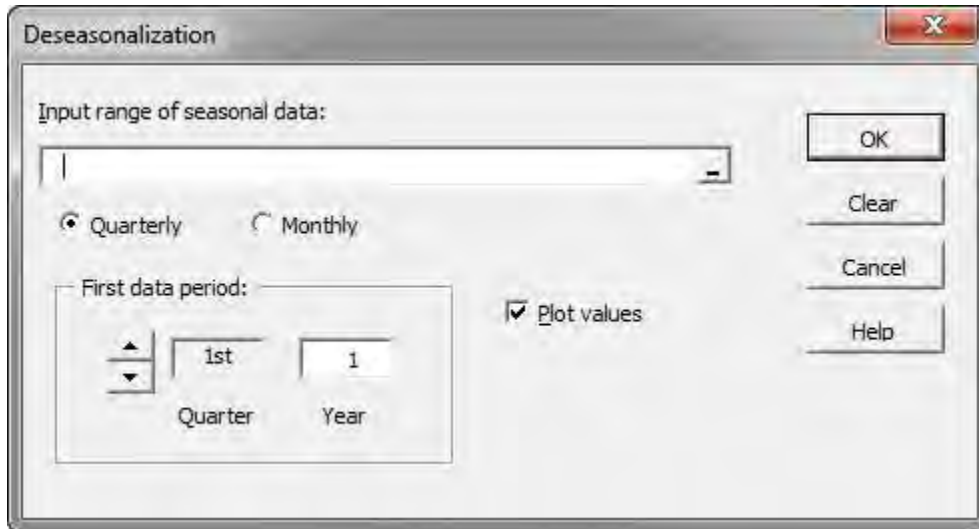 Deseasonalization
Input range of seasonal data:
OK
Quarterly
Monthly
Clear
First data period:
Cancel
1st
1
Plot values
Help
Quarter
Year